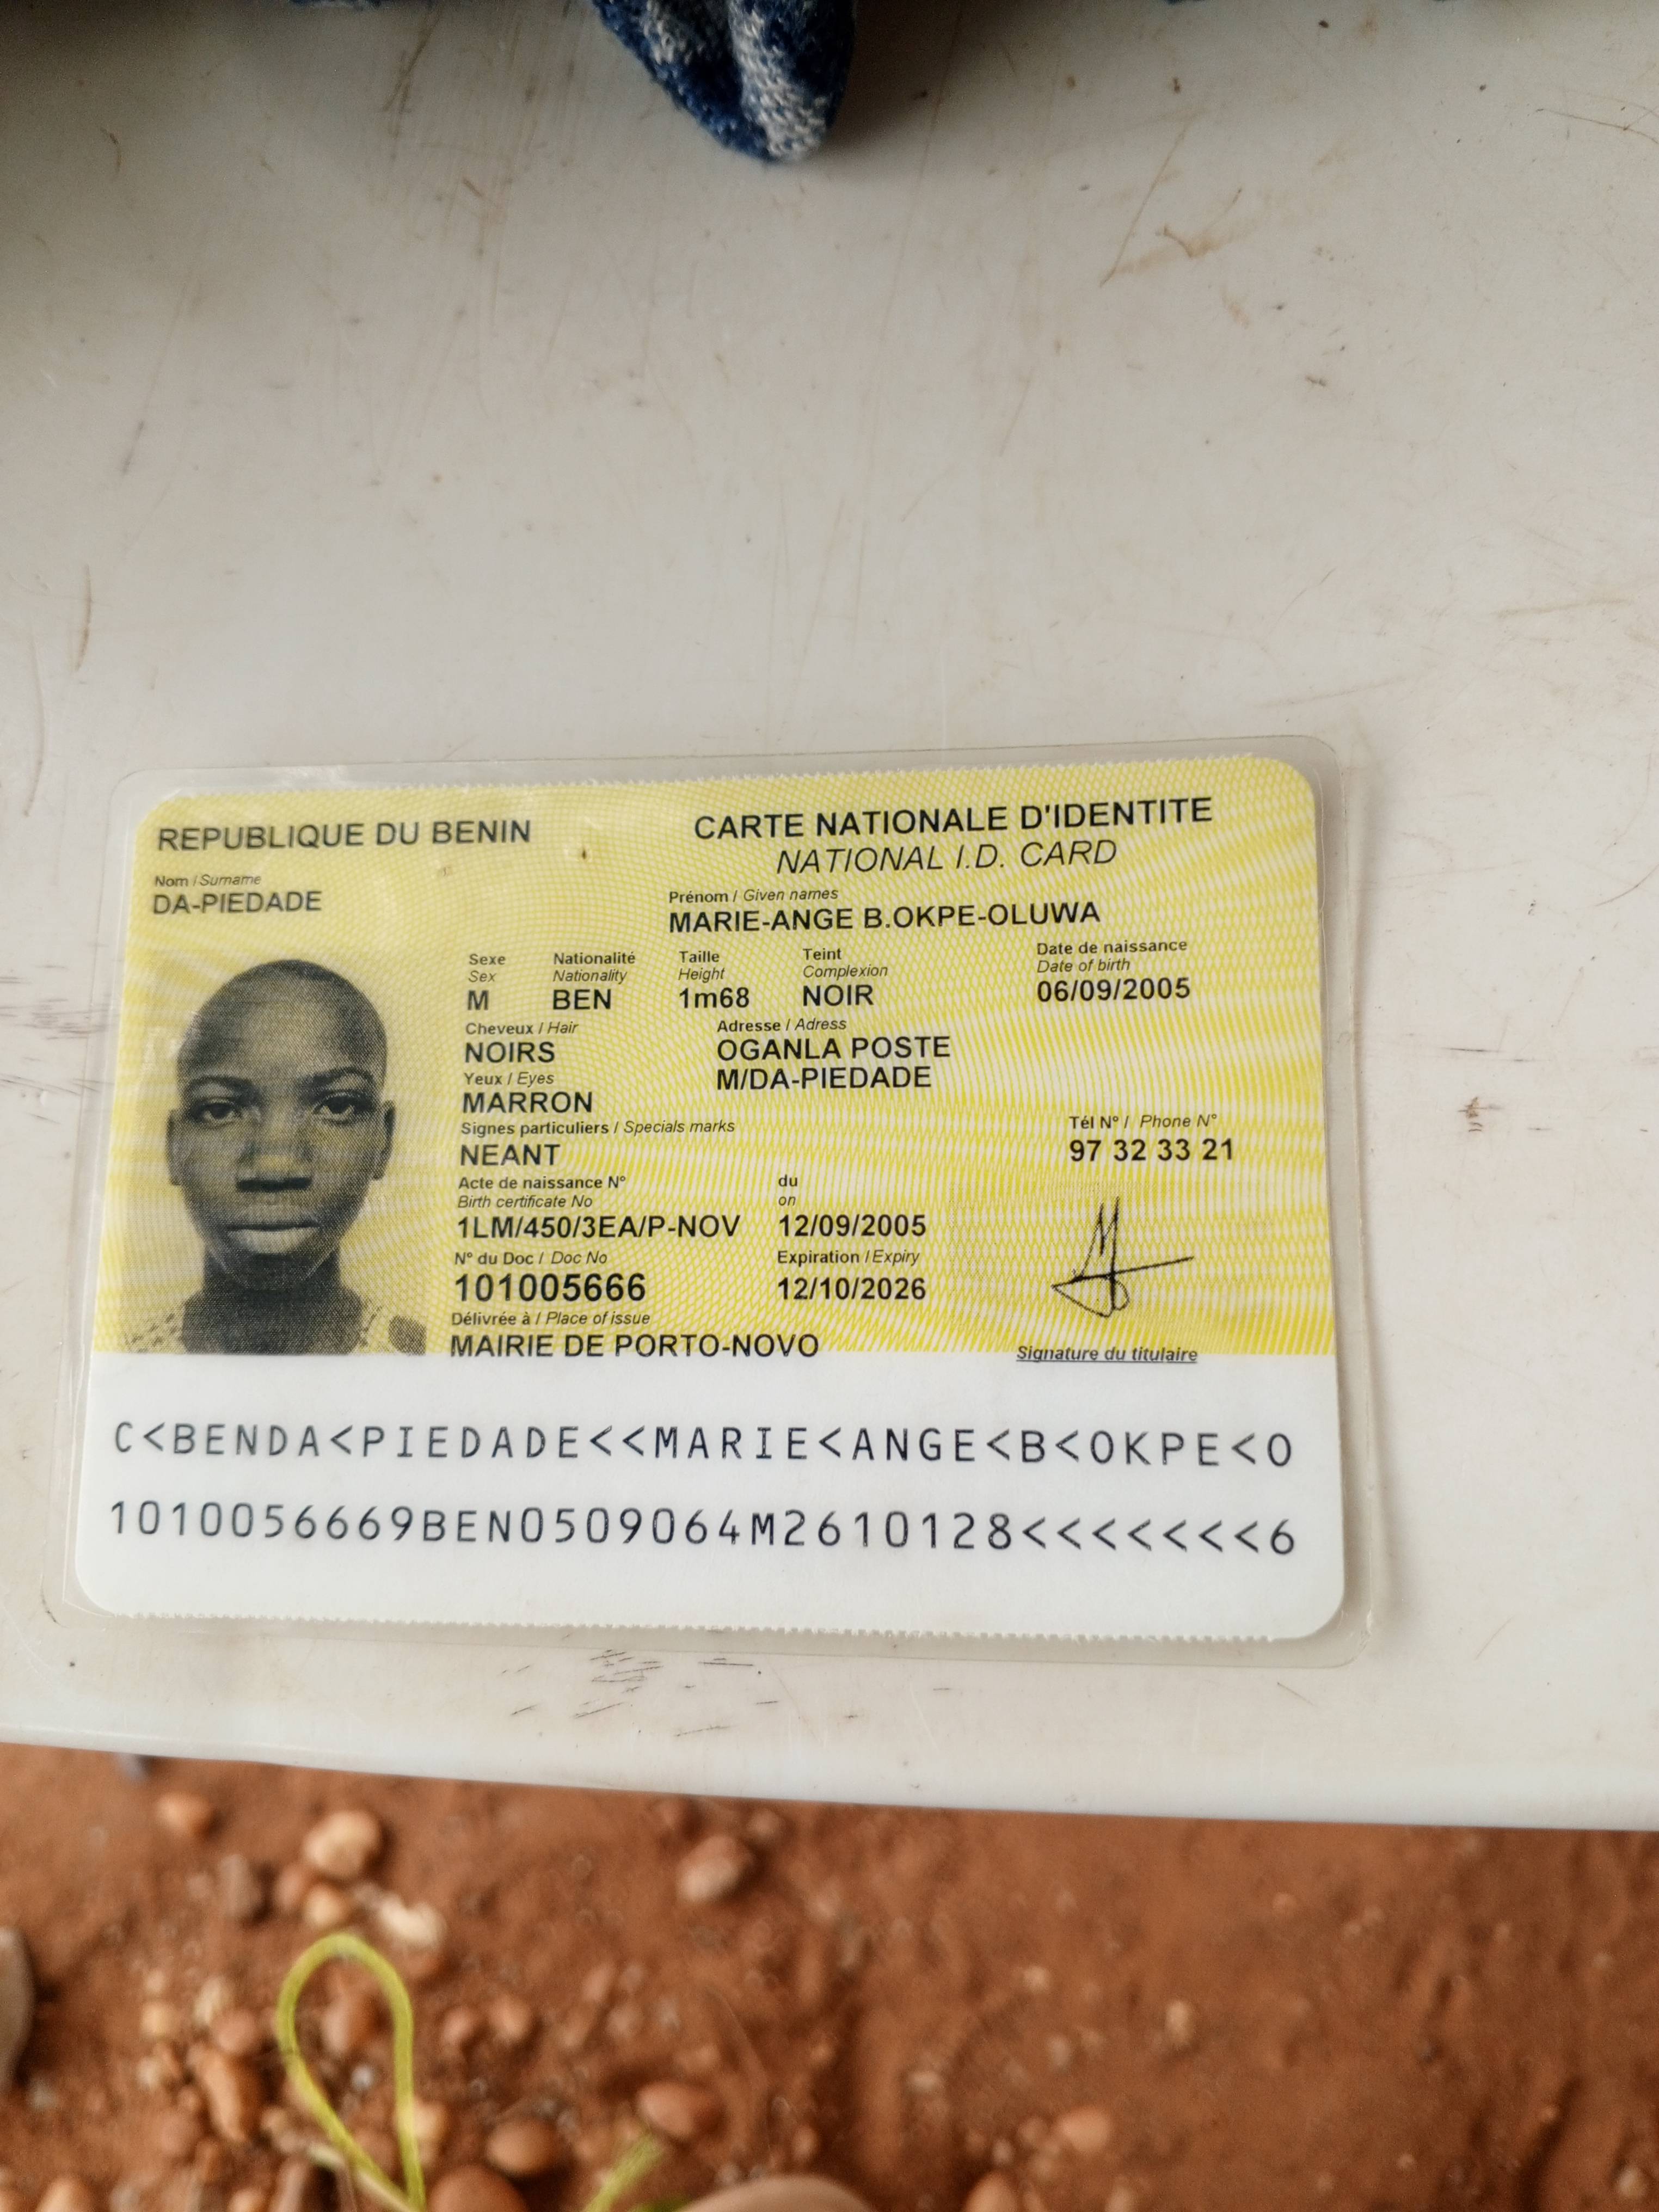 REPUBLIQUE DU BENIN
CARTE NATIONALE D'IDENTITE
NATIONAL I.D. CARD
Nom / Surname
DA-PIEDADE
Prénom / Given names
MARIE-ANGE B.OKPE-OLUWA
Sexe Nationalité Taille Teint Date de naissance
Sex Nationality Height Complexion Date of birth
M BEN 1m68 NOIR 06/09/2005
Cheveux / Hair Adresse / Adress
NOIRS OGANLA POSTE
Yeux / Eyes M/DA-PIEDADE
MARRON
Signes particuliers / Specials marks Tél N° / Phone N°
NEANT 97 32 33 21
Acte de naissance N° du
Birth certificate No on
1LM/450/3EA/P-NOV 12/09/2005
N° du Doc / Doc No Expiration / Expiry
101005666 12/10/2026
Délivrée à / Place of issue
MAIRIE DE PORTO-NOVO Signature du titulaire
C<BENDA<PIEDADE<<MARIE<ANGE<B<OKPE<O
1010056669BEN0509064M2610128<<<<<<<6